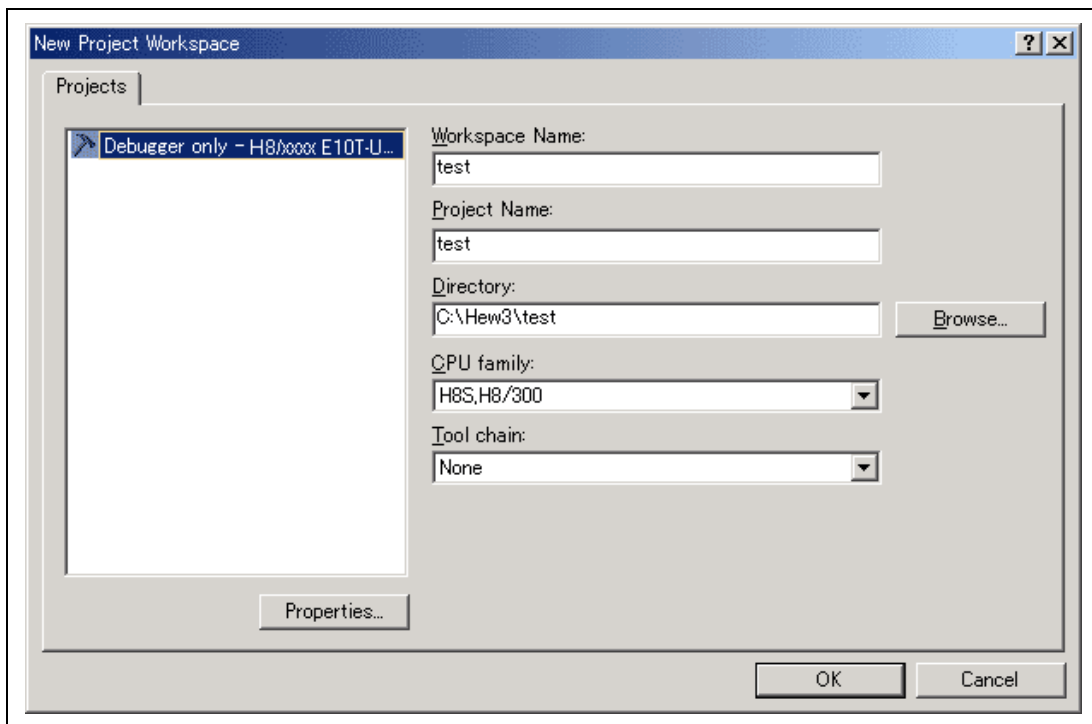 New Project Workspace
Projects
Debugger only - H8/xxxx E10T-U...
Workspace Name:
test
Project Name:
test
Directory:
C:\Hew3\test
Browse...
CPU family:
H8S,H8/300
Tool chain:
None
Properties...
OK
Cancel